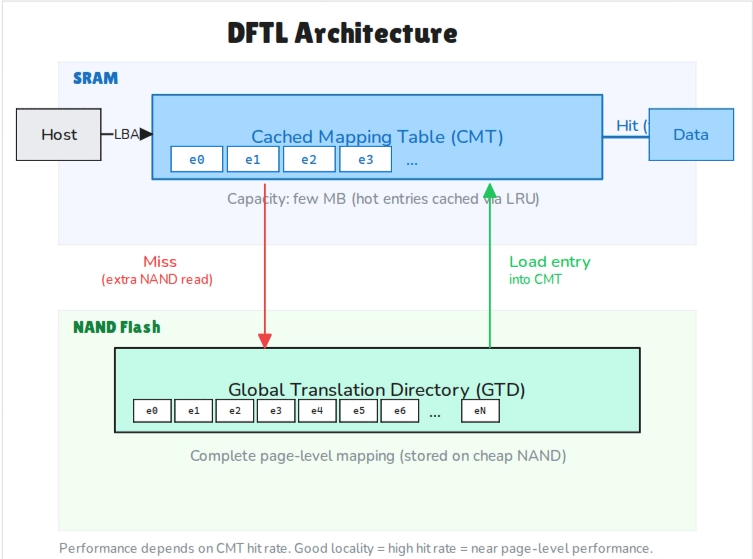 DFTL Architecture
SRAM
Host
LBA
Cached Mapping Table (CMT)
e0 e1 e2 e3 ...
Hit (
Data
Capacity: few MB (hot entries cached via LRU)
Miss
(extra NAND read)
Load entry
into CMT
NAND Flash
Global Translation Directory (GTD)
e0 e1 e2 e3 e4 e5 e6 ... eN
Complete page-level mapping (stored on cheap NAND)
Performance depends on CMT hit rate. Good locality = high hit rate = near page-level performance.